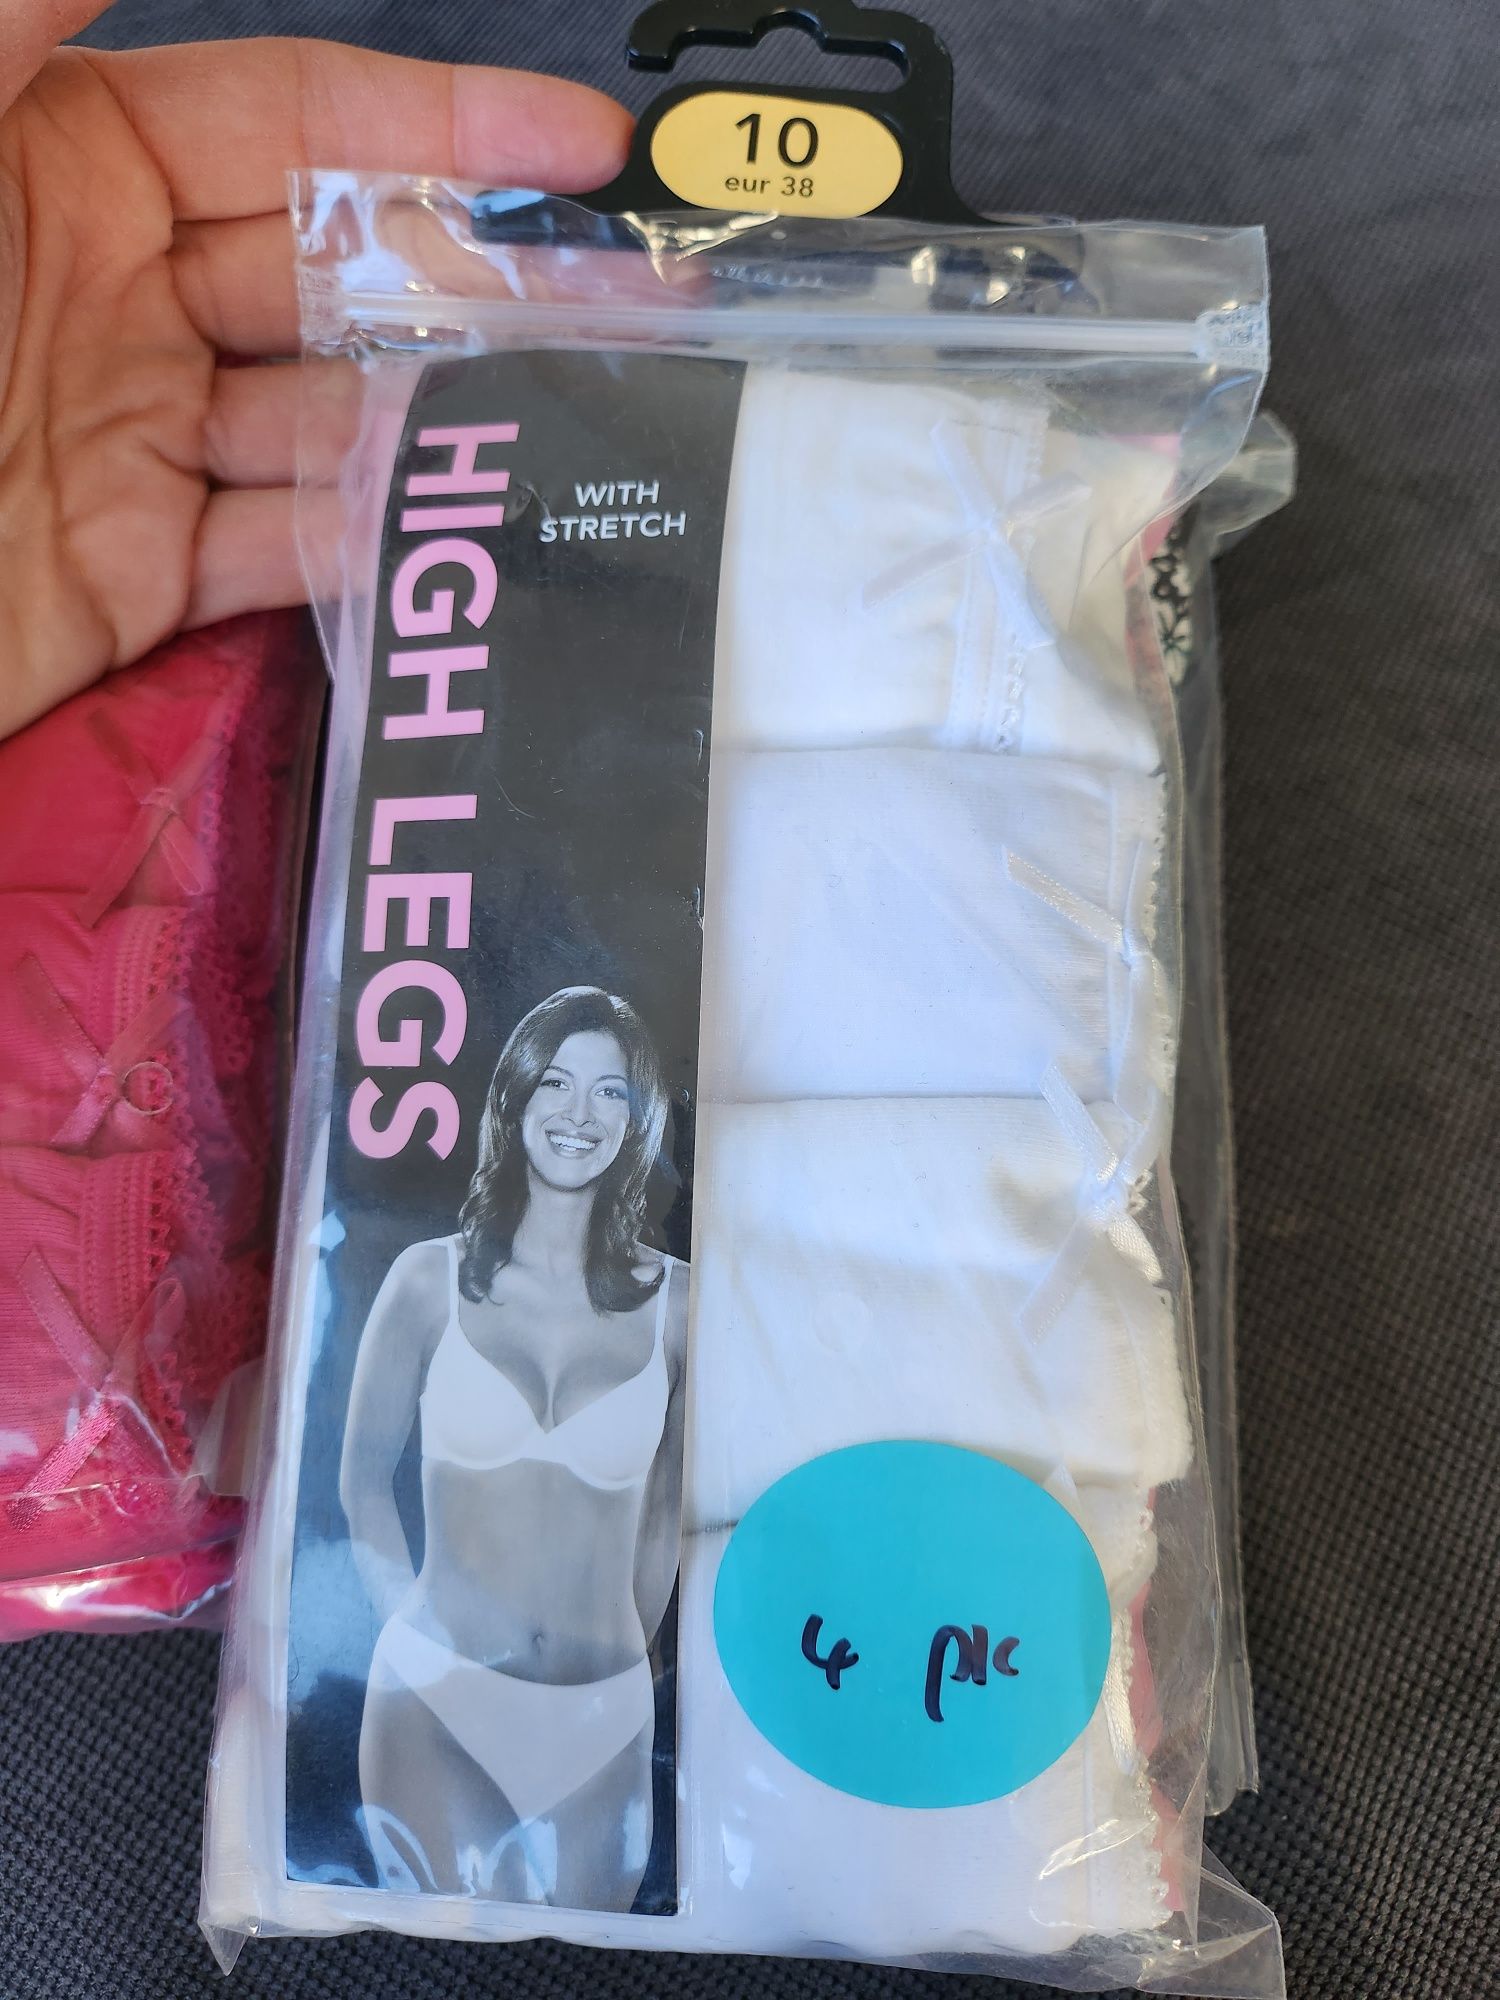 10
eur 38
WITH
STRETCH
HIGH LEGS
4 pk